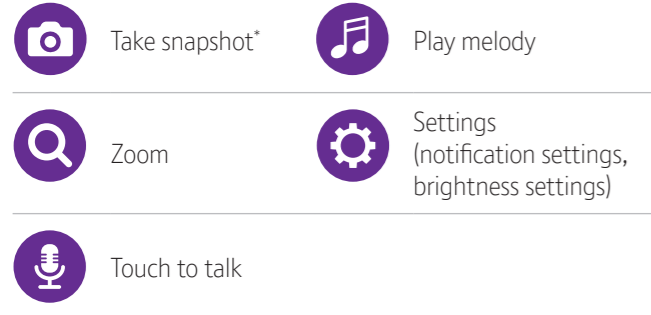 Take snapshot*
Play melody
Zoom
Settings
(notification settings,
brightness settings)
Touch to talk